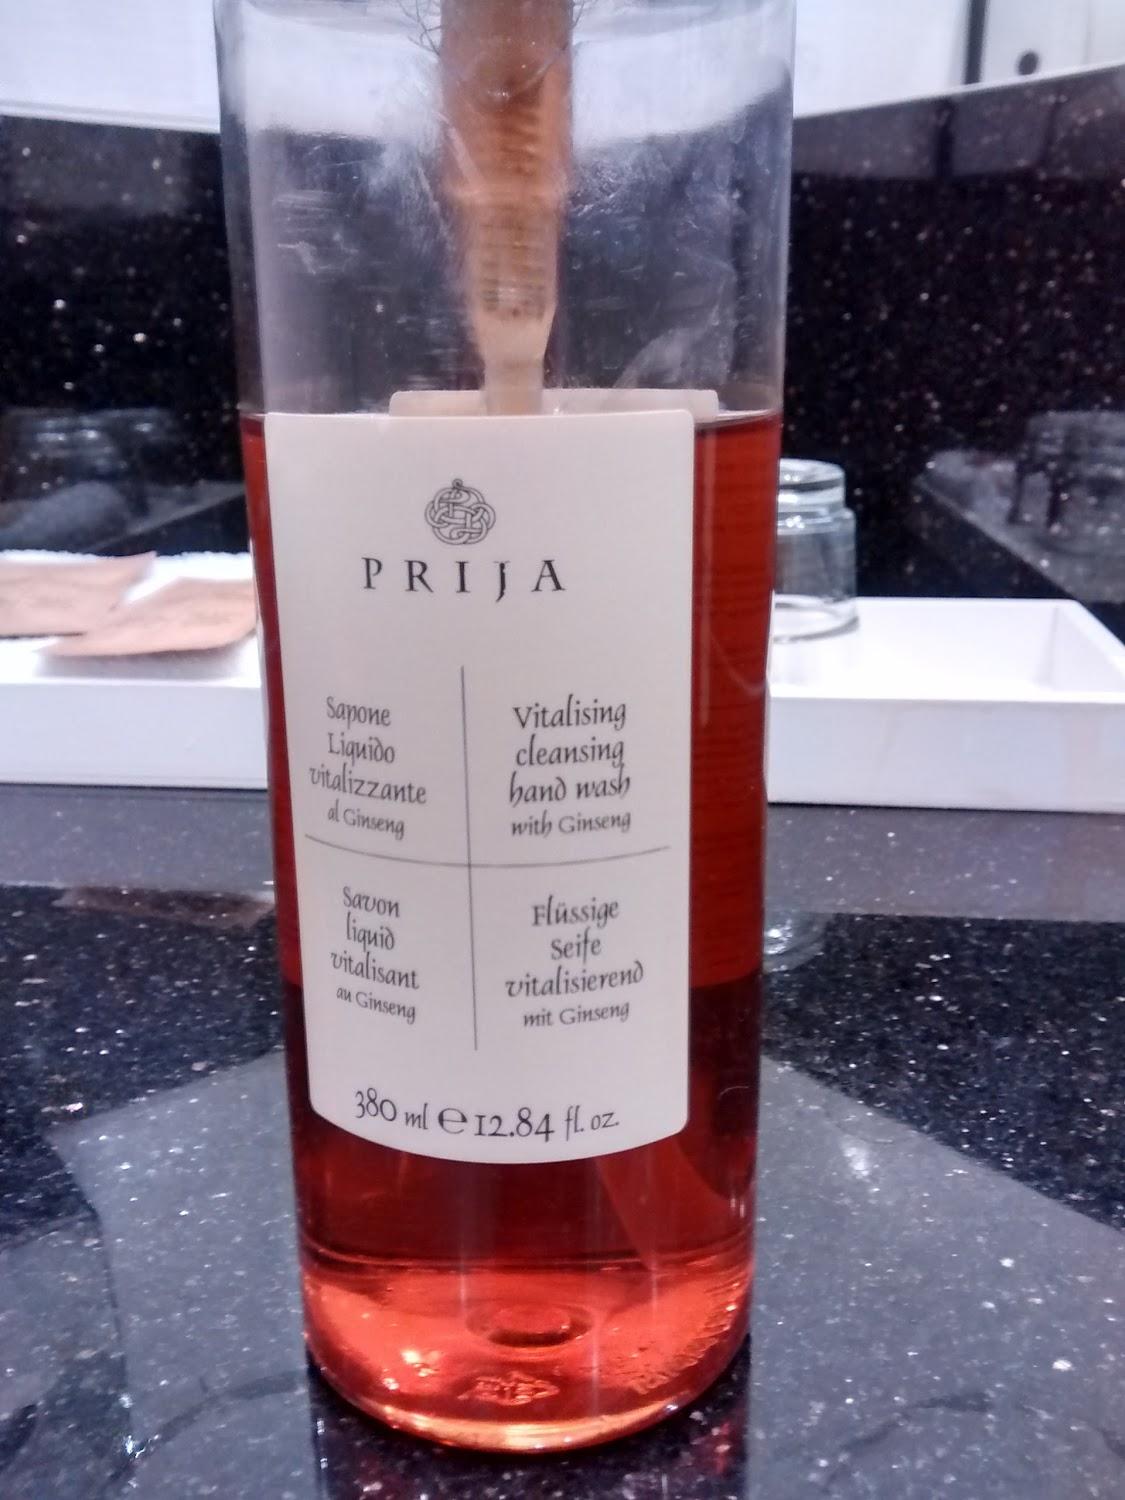 PRIJA
Sapone
Liquido
vitalizzante
al Ginseng
Vitalising
cleansing
hand wash
with Ginseng
Savon
liquid
vitalisant
au Ginseng
Flüssige
Seife
vitalisierend
mit Ginseng
380 ml ℮ 12.84 fl. oz.